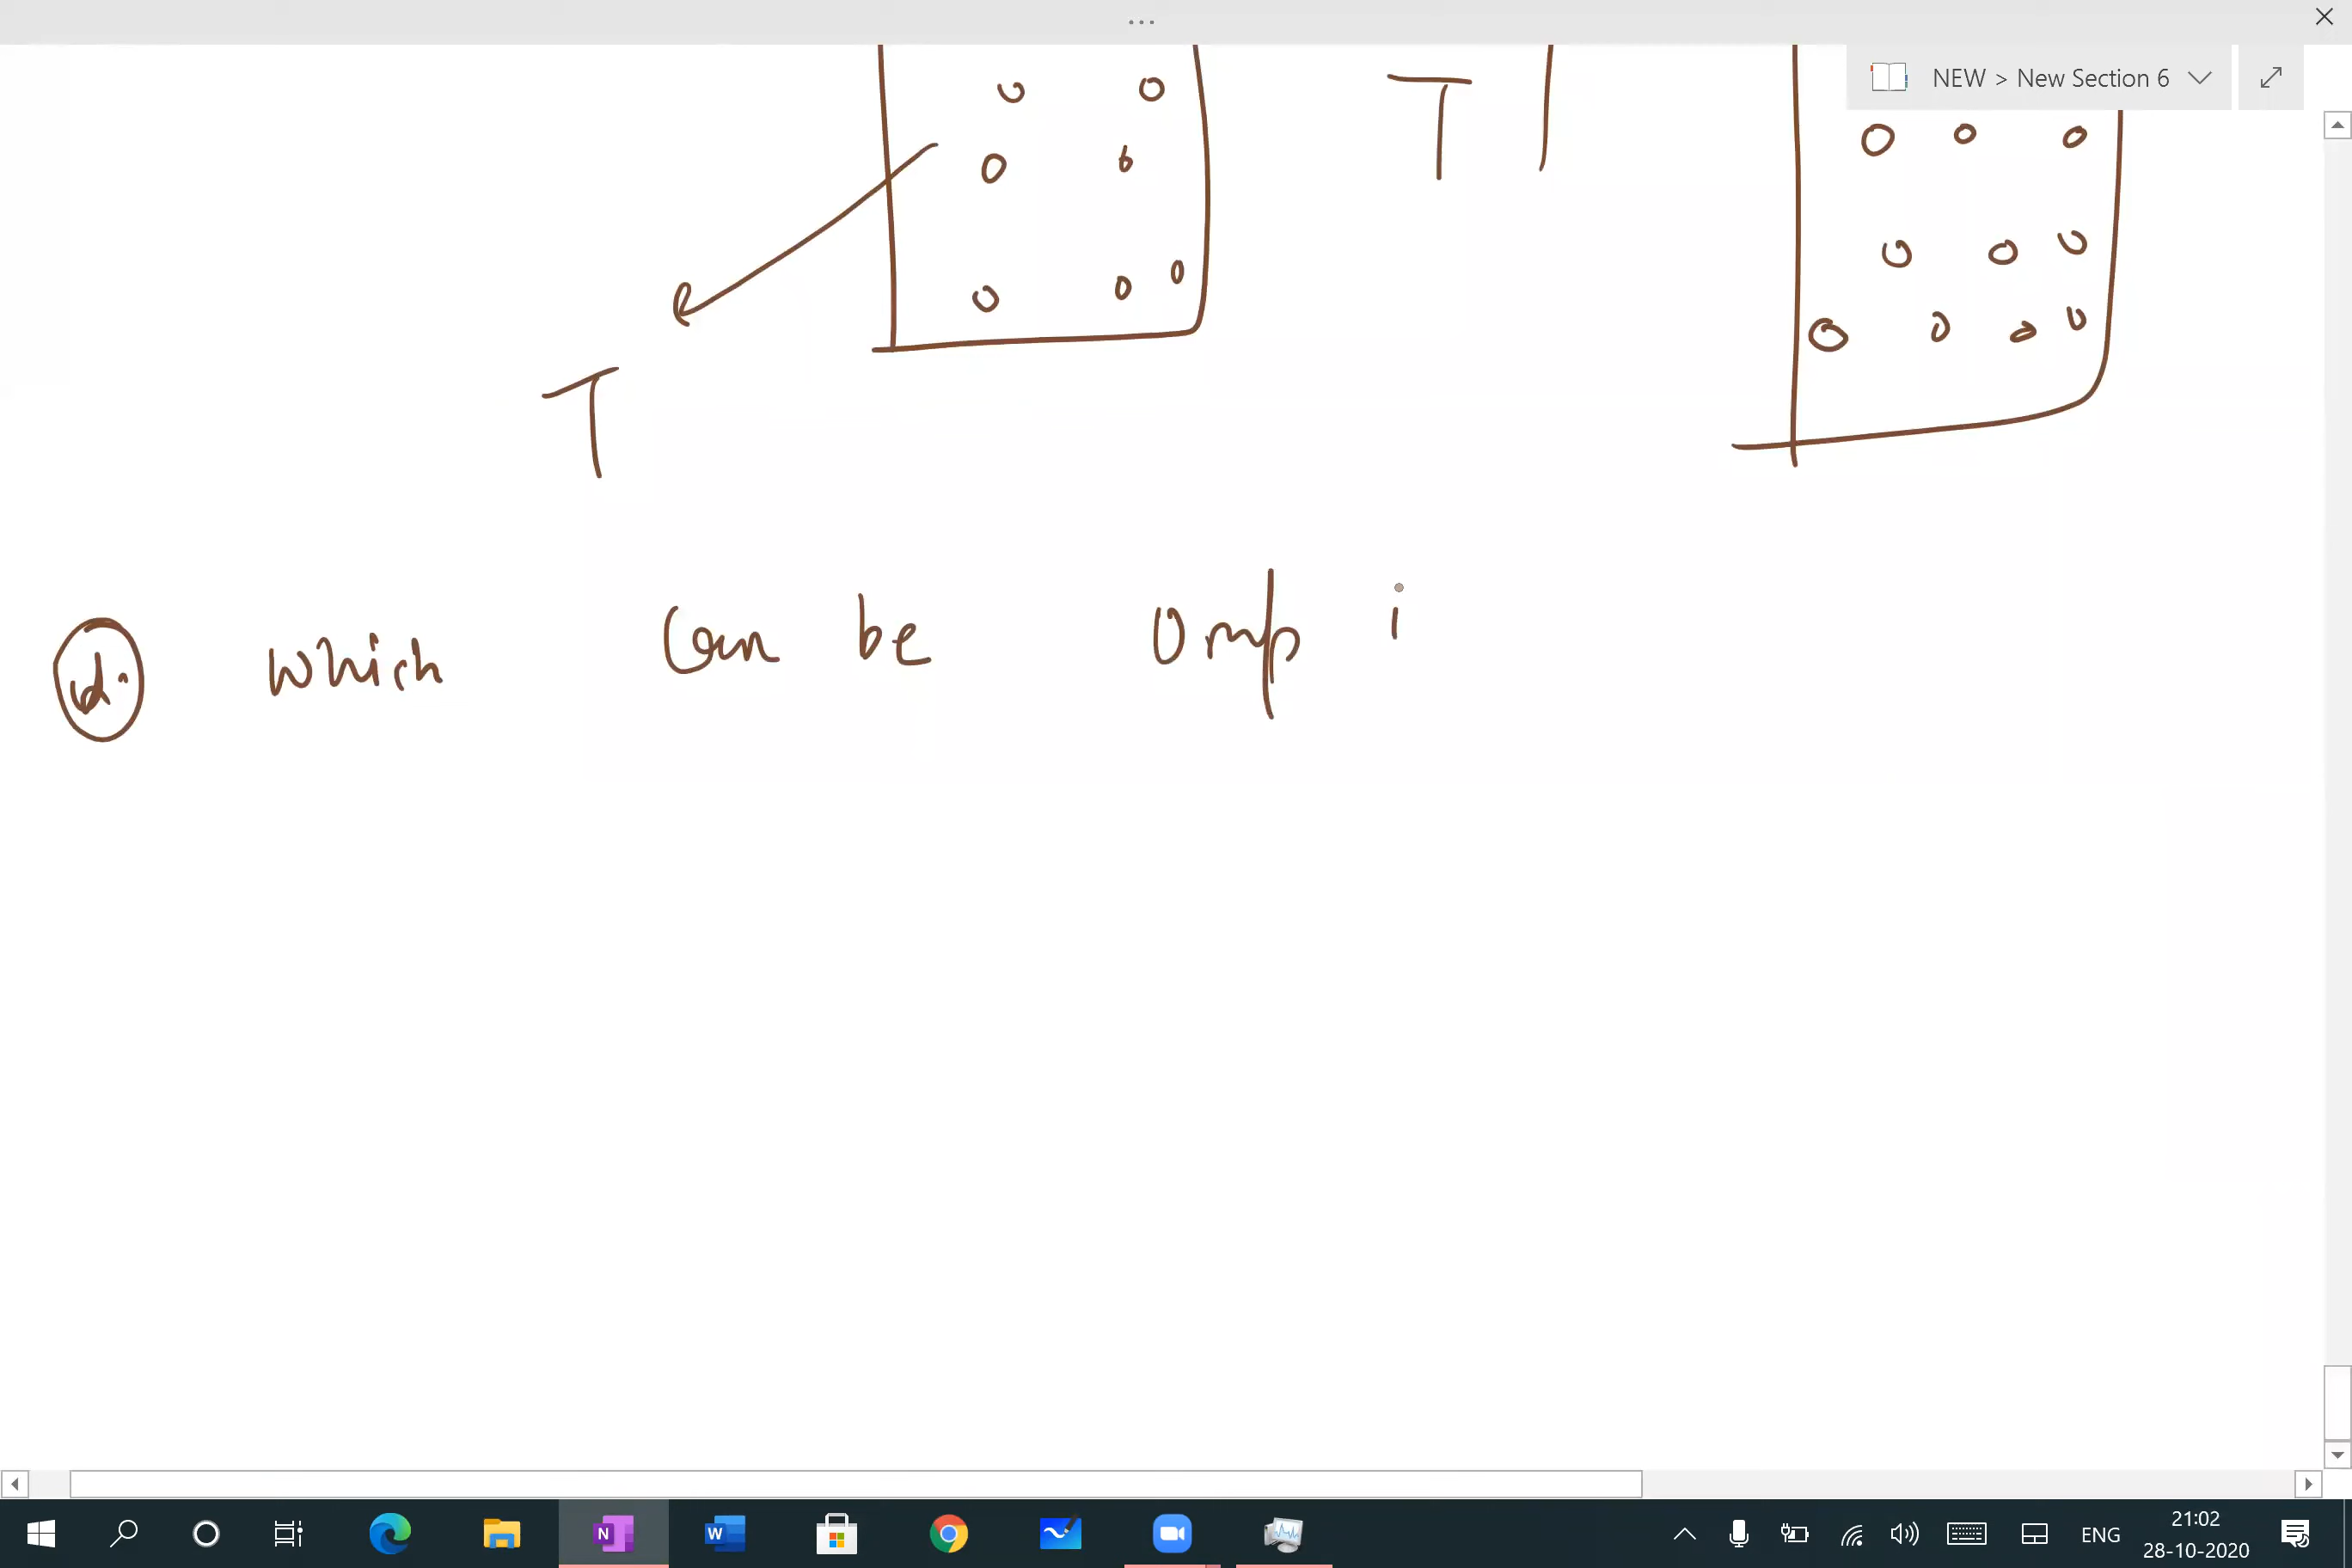 ...
NEW > New Section 6
T I
T
d. which can be omp i
ENG
21:02
28-10-2020